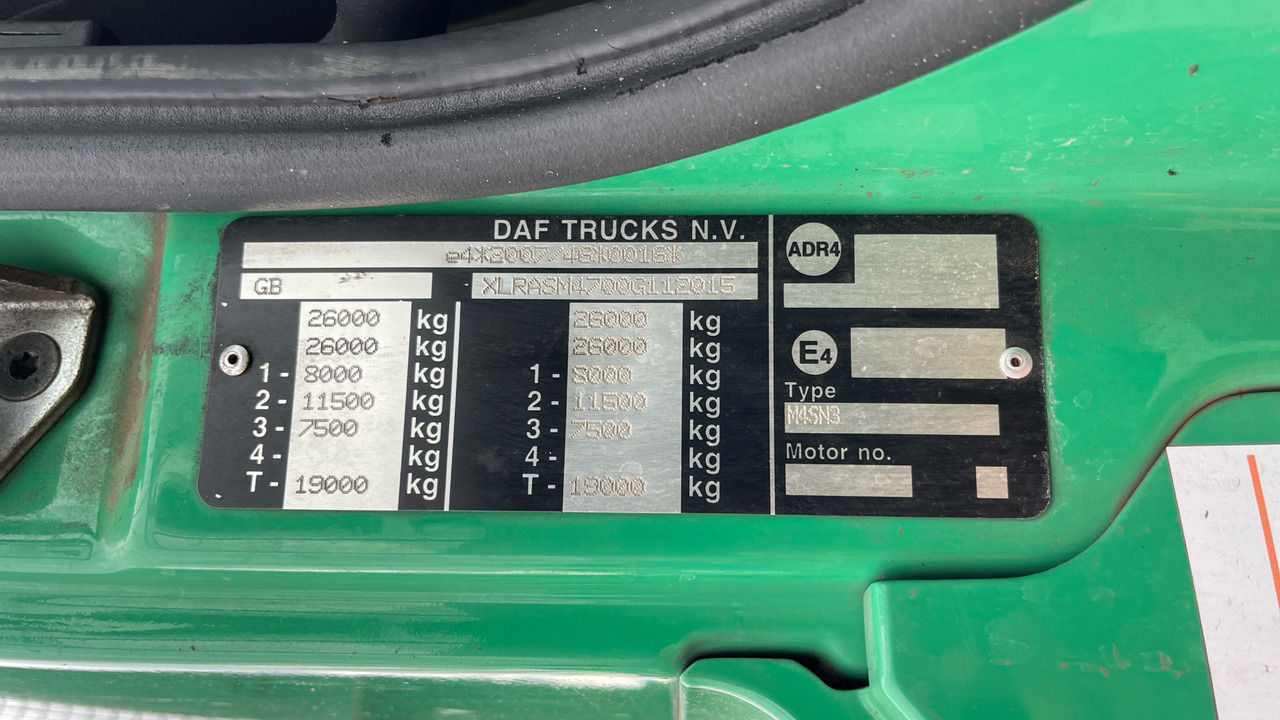 DAF TRUCKS N.V.
e4*2007/46*0016*
GB XLRASM4700G112015
26000 kg 26000 kg
26000 kg 26000 kg
1 - 8000 kg 1 - 8000 kg
2 - 11500 kg 2 - 11500 kg
3 - 7500 kg 3 - 7500 kg
4 - kg 4 - kg
T - 19000 kg T - 19000 kg
ADR4
E4
Type
M4SN3
Motor no.